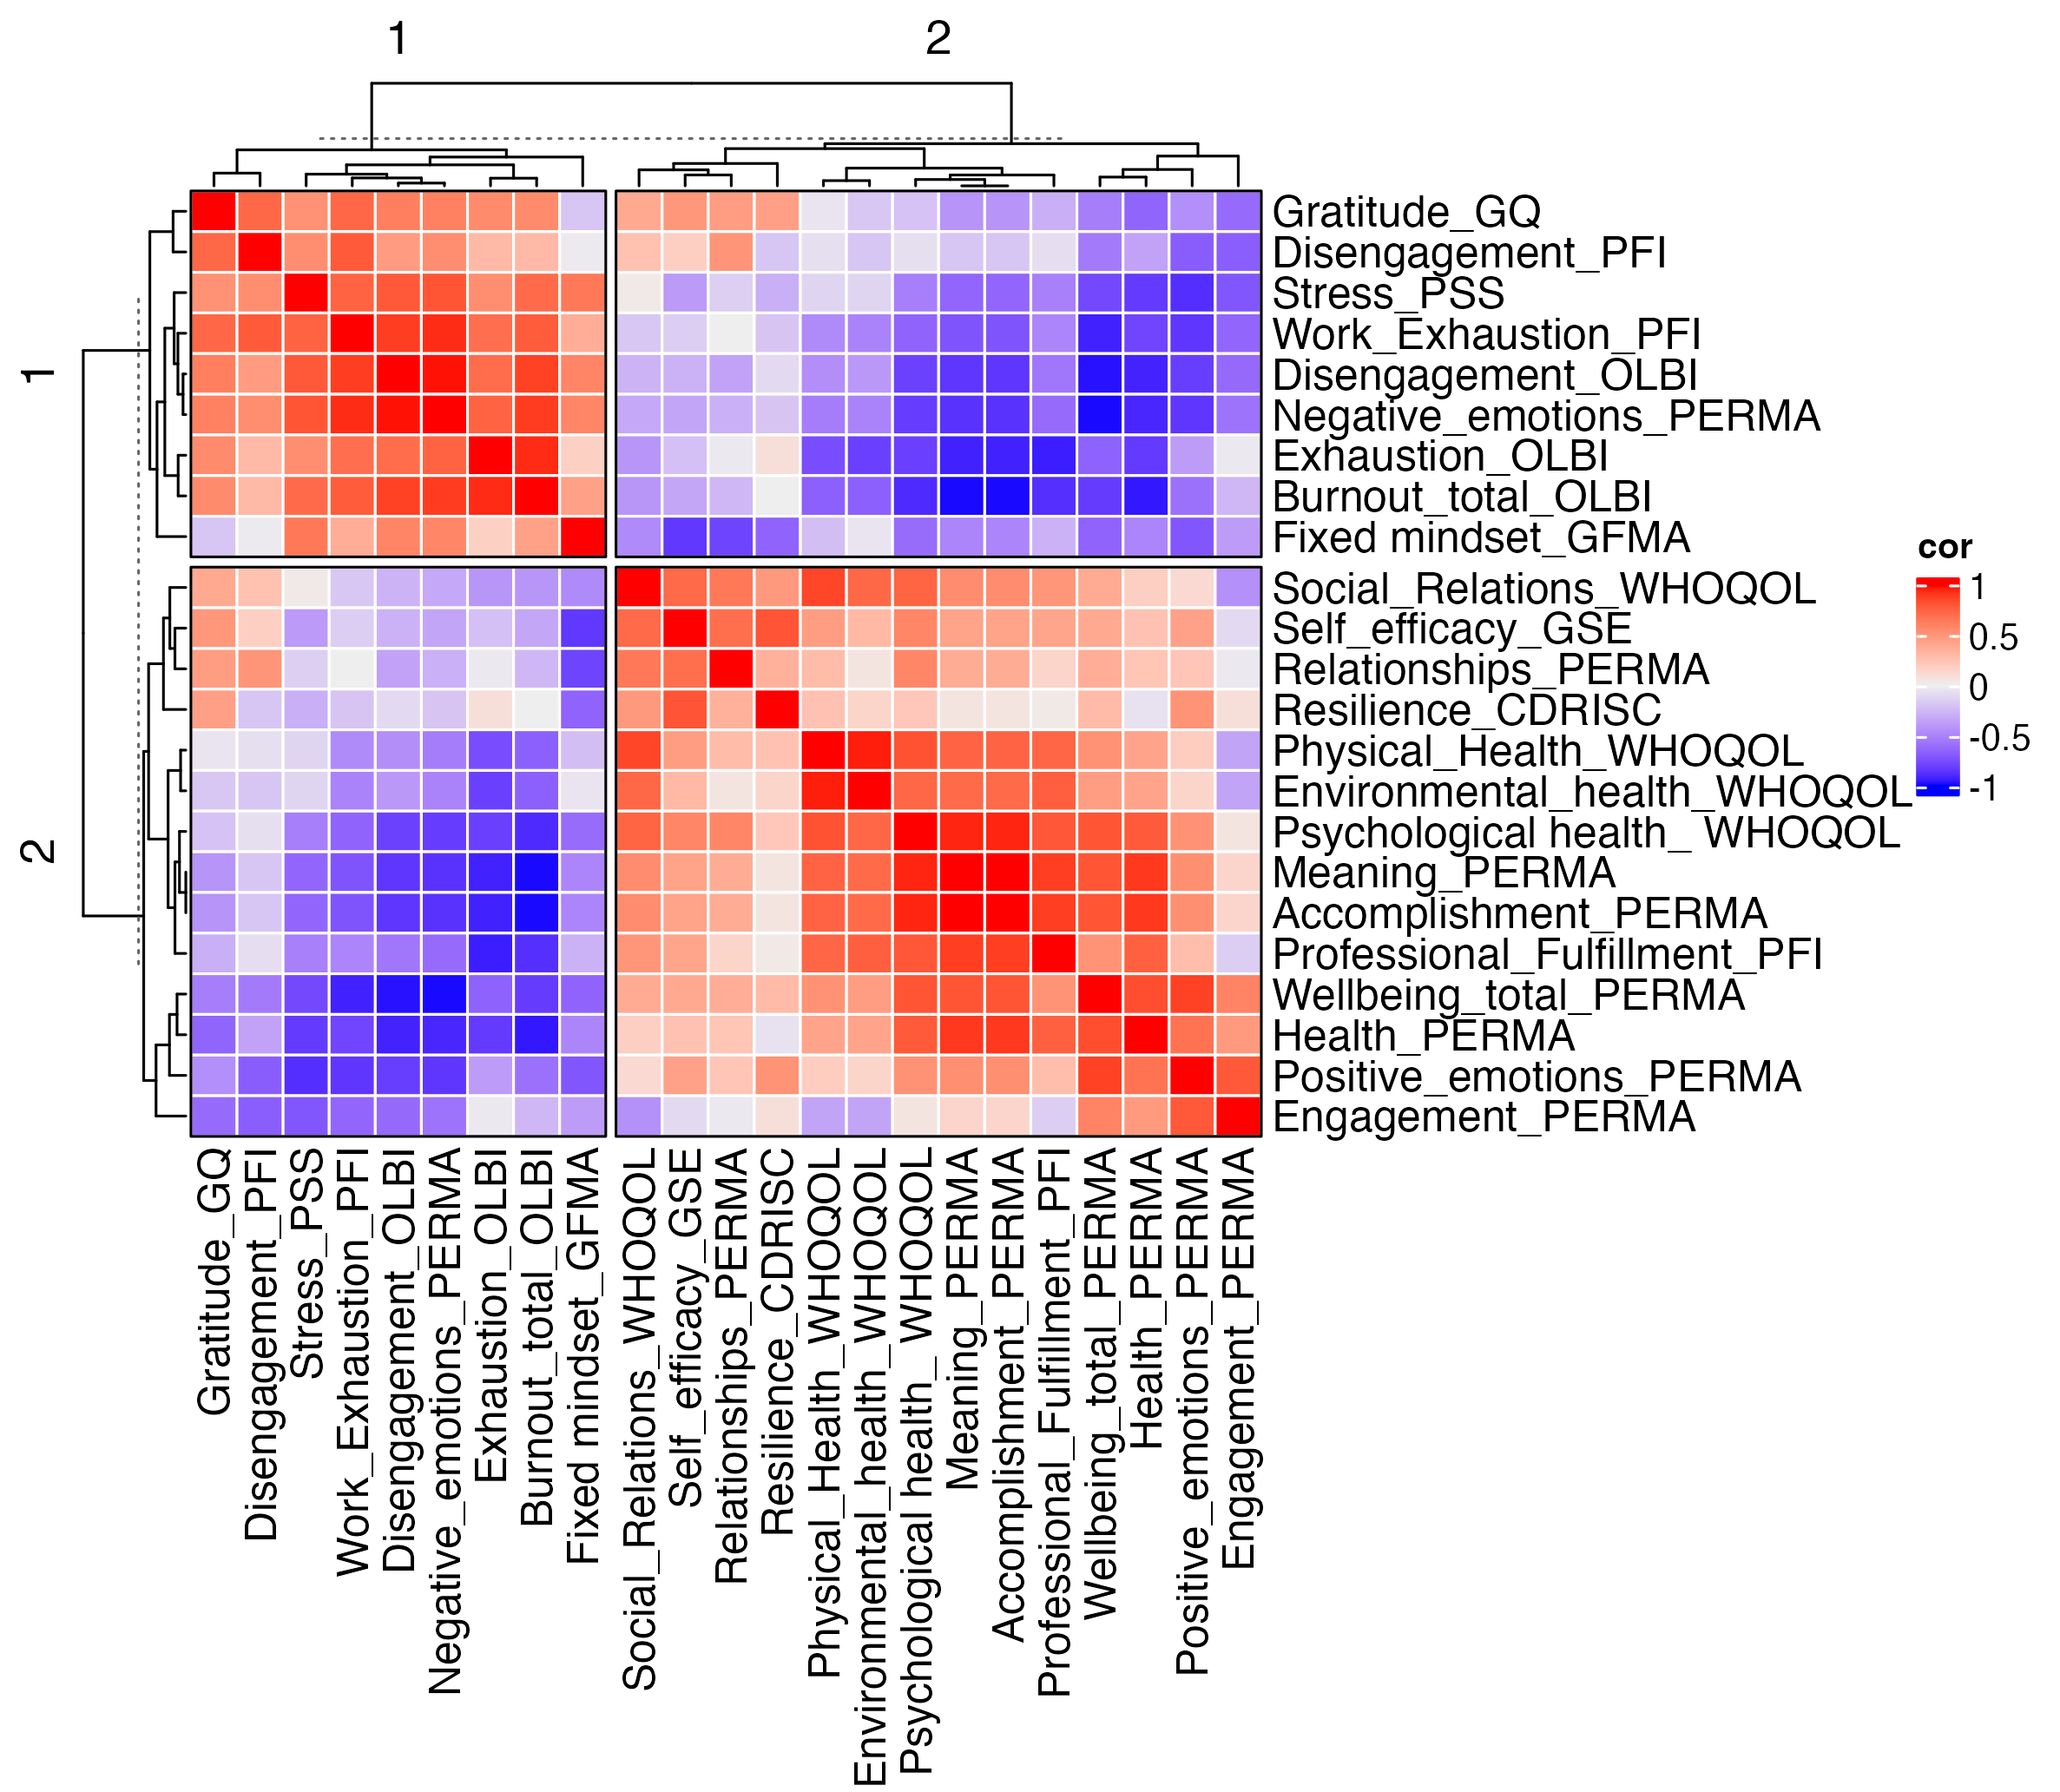 1
2
1
2
Gratitude_GQ
Disengagement_PFI
Stress_PSS
Work_Exhaustion_PFI
Disengagement_OLBI
Negative_emotions_PERMA
Exhaustion_OLBI
Burnout_total_OLBI
Fixed mindset_GFMA
Social_Relations_WHOQOL
Self_efficacy_GSE
Relationships_PERMA
Resilience_CDRISC
Physical_Health_WHOQOL
Environmental_health_WHOQOL
Psychological health_ WHOQOL
Meaning_PERMA
Accomplishment_PERMA
Professional_Fulfillment_PFI
Wellbeing_total_PERMA
Health_PERMA
Positive_emotions_PERMA
Engagement_PERMA
cor
1
0.5
0
-0.5
-1
Gratitude_GQ
Disengagement_PFI
Stress_PSS
Work_Exhaustion_PFI
Disengagement_OLBI
Negative_emotions_PERMA
Exhaustion_OLBI
Burnout_total_OLBI
Fixed mindset_GFMA
Social_Relations_WHOQOL
Self_efficacy_GSE
Relationships_PERMA
Resilience_CDRISC
Physical_Health_WHOQOL
Environmental_health_WHOQOL
Psychological health_ WHOQOL
Meaning_PERMA
Accomplishment_PERMA
Professional_Fulfillment_PFI
Wellbeing_total_PERMA
Health_PERMA
Positive_emotions_PERMA
Engagement_PERMA